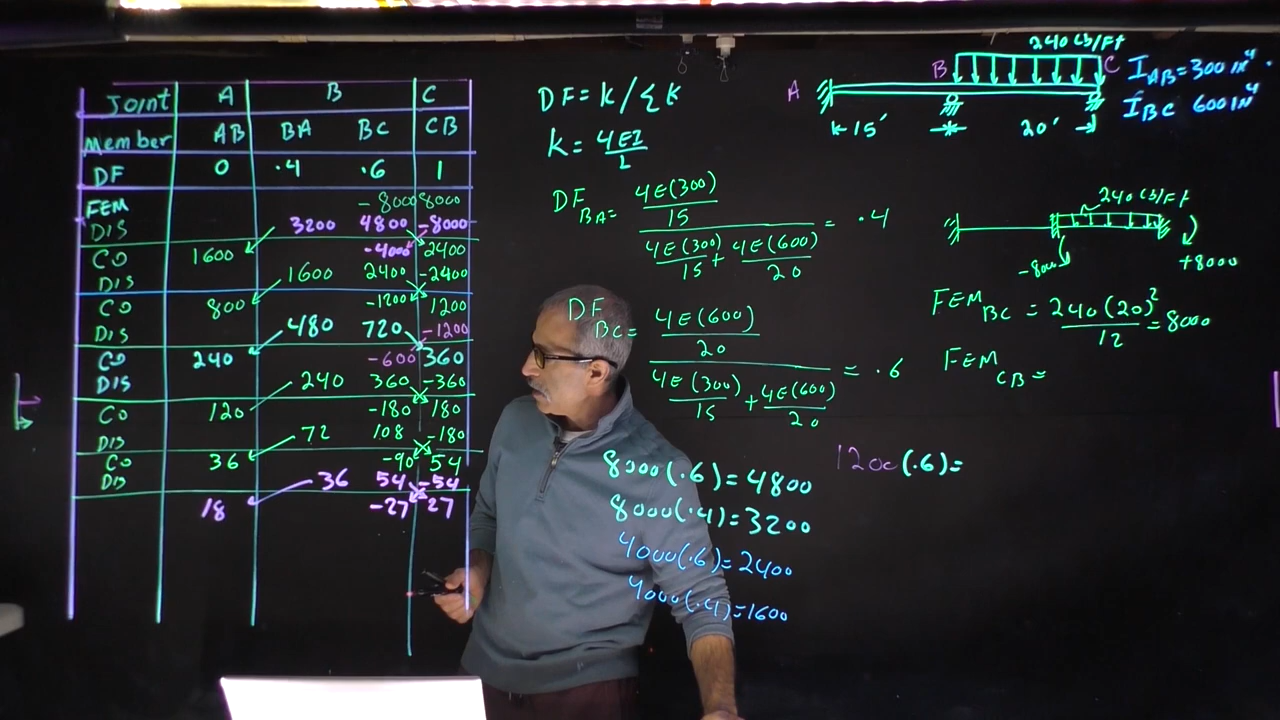 Joint A B C
Member AB BA BC CB
DF 0 .4 .6 1
FEM -8000 8000
DIS 3200 4800 -8000
CO 1600 -4000 2400
DIS 1600 2400 -2400
CO 800 -1200 1200
DIS 480 720 -1200
CO 240 -600 360
DIS 240 360 -360
CO 120 -180 180
DIS 72 108 -180
CO 36 -90 54
DIS 36 54 -54
18 -27 27
DF = K / Σ K
K = 4EI / L
DF BA = 4E(300) / 15 / 4E(300) / 15 + 4E(600) / 20 = .4
DF BC = 4E(600) / 20 / 4E(300) / 15 + 4E(600) / 20 = .6
8000(.6) = 4800
8000(.4) = 3200
4000(.6) = 2400
4000(.4) = 1600
240 lb/Ft
A B C
15' 20'
I AB = 300 IN⁴
I BC 600 IN⁴
240 lb/Ft
-8000 +8000
FEM BC = 240(20)² / 12 = 8000
FEM CB =
1200(.6) =